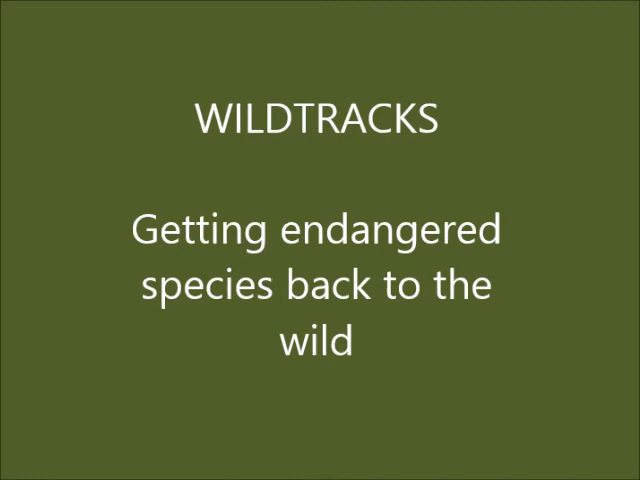 WILDTRACKS
Getting endangered
species back to the
wild